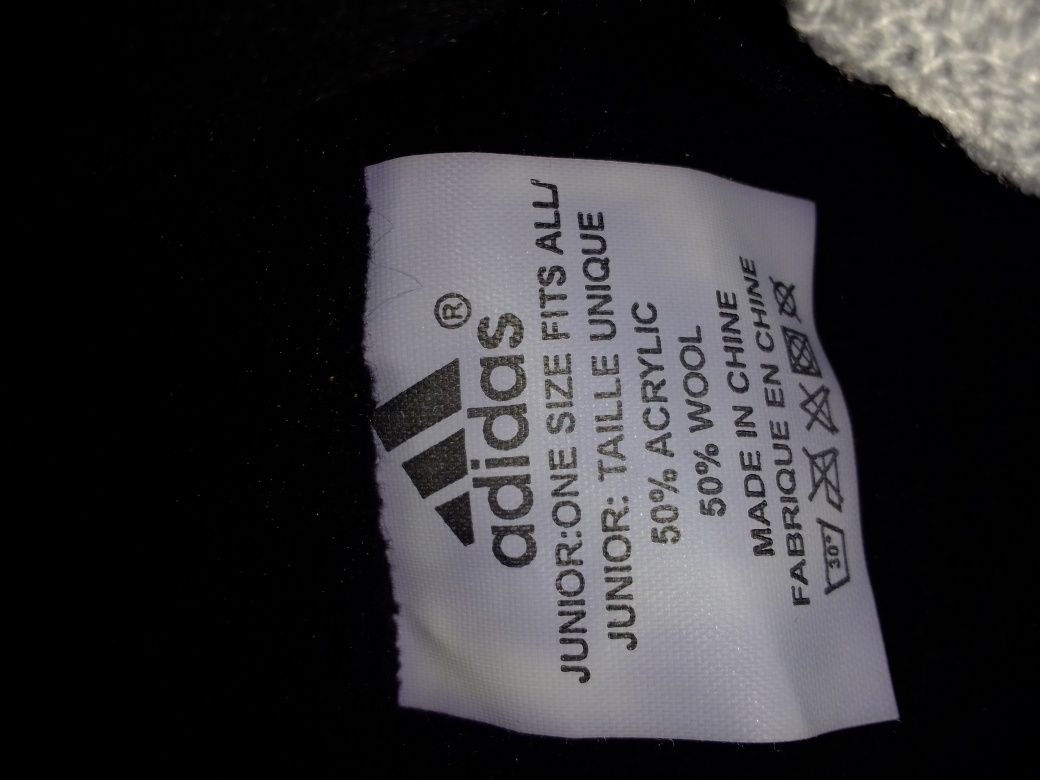 ®
adidas
JUNIOR:ONE SIZE FITS ALL/
JUNIOR: TAILLE UNIQUE
50% ACRYLIC
50% WOOL
MADE IN CHINE
FABRIQUE EN CHINE
30°